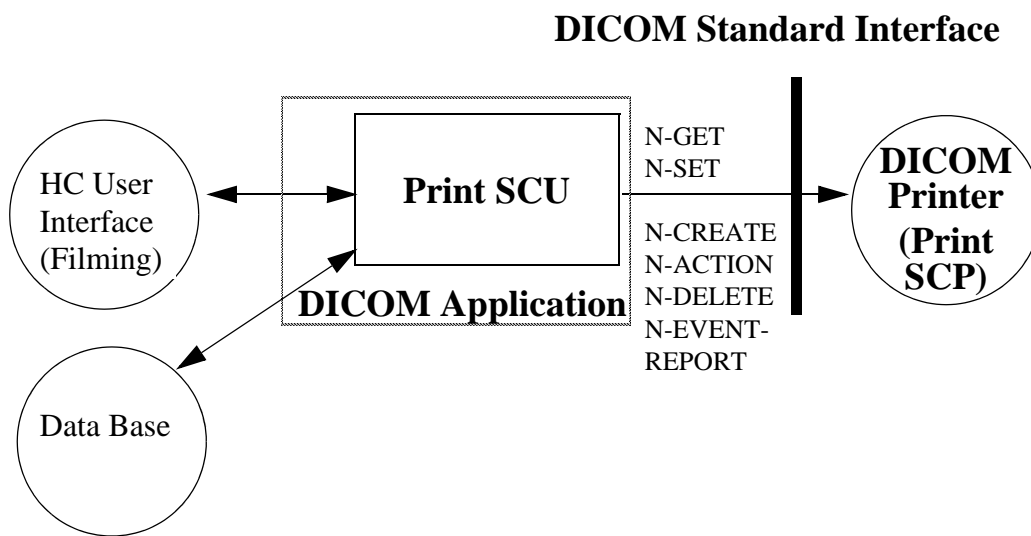 DICOM Standard Interface
HC User
Interface
(Filming)
Print SCU
DICOM Application
Data Base
N-GET
N-SET
N-CREATE
N-ACTION
N-DELETE
N-EVENT-
REPORT
DICOM
Printer
(Print
SCP)